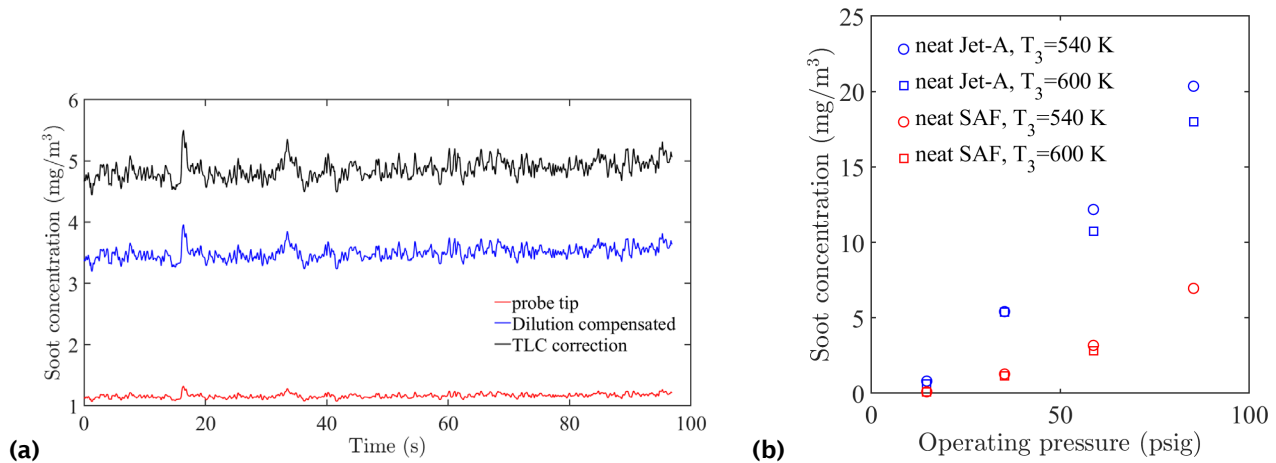 6
5
4
3
2
1
Soot concentration (mg/m³)
probe tip
Dilution compensated
TLC correction
0 20 40 60 80 100
Time (s)
(a)
25
20
15
10
5
0
Soot concentration (mg/m³)
neat Jet-A, T₃=540 K
neat Jet-A, T₃=600 K
neat SAF, T₃=540 K
neat SAF, T₃=600 K
0 50 100
Operating pressure (psig)
(b)